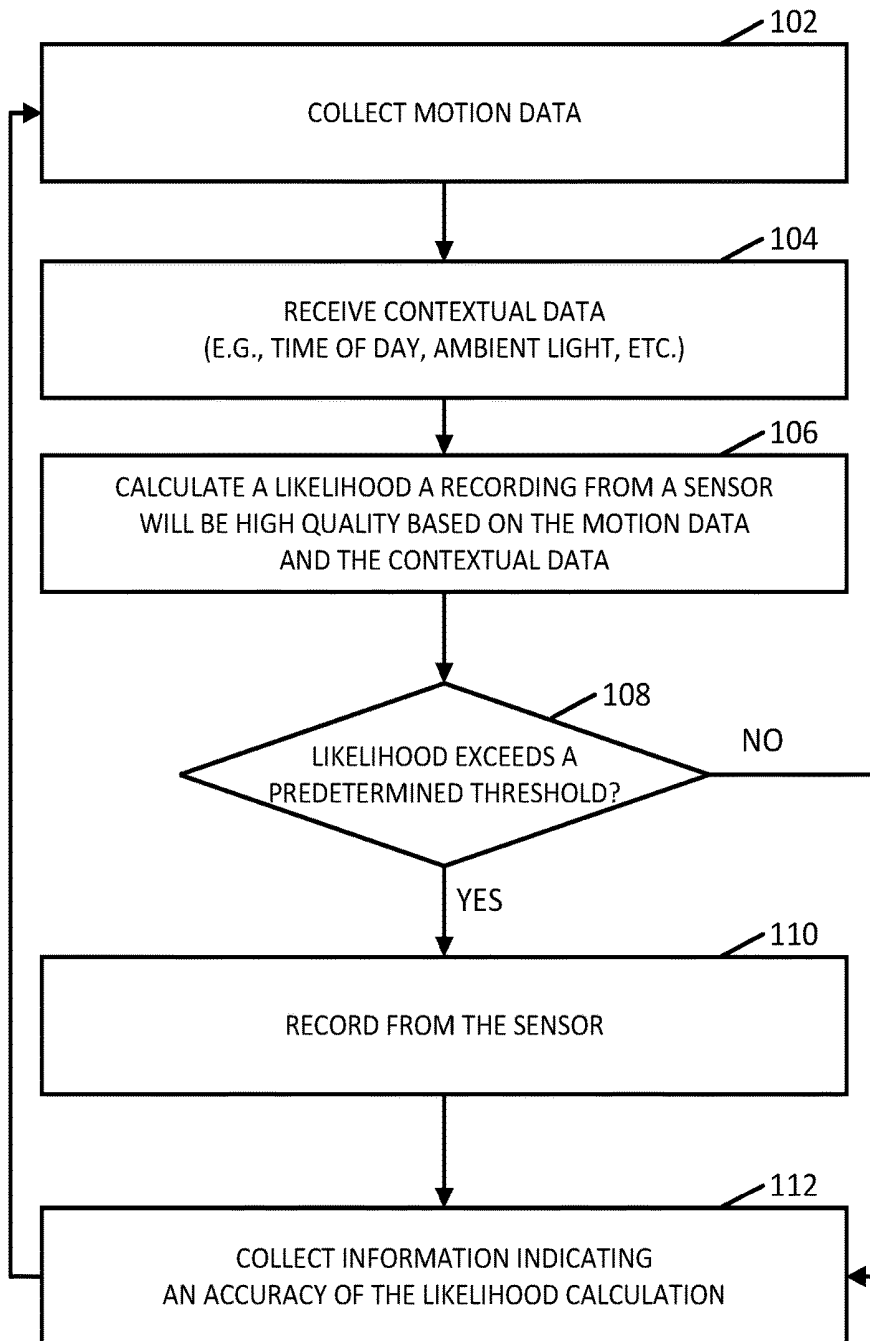 102
COLLECT MOTION DATA
104
RECEIVE CONTEXTUAL DATA
(E.G., TIME OF DAY, AMBIENT LIGHT, ETC.)
106
CALCULATE A LIKELIHOOD A RECORDING FROM A SENSOR
WILL BE HIGH QUALITY BASED ON THE MOTION DATA
AND THE CONTEXTUAL DATA
108
LIKELIHOOD EXCEEDS A
PREDETERMINED THRESHOLD?
NO
YES
110
RECORD FROM THE SENSOR
112
COLLECT INFORMATION INDICATING
AN ACCURACY OF THE LIKELIHOOD CALCULATION